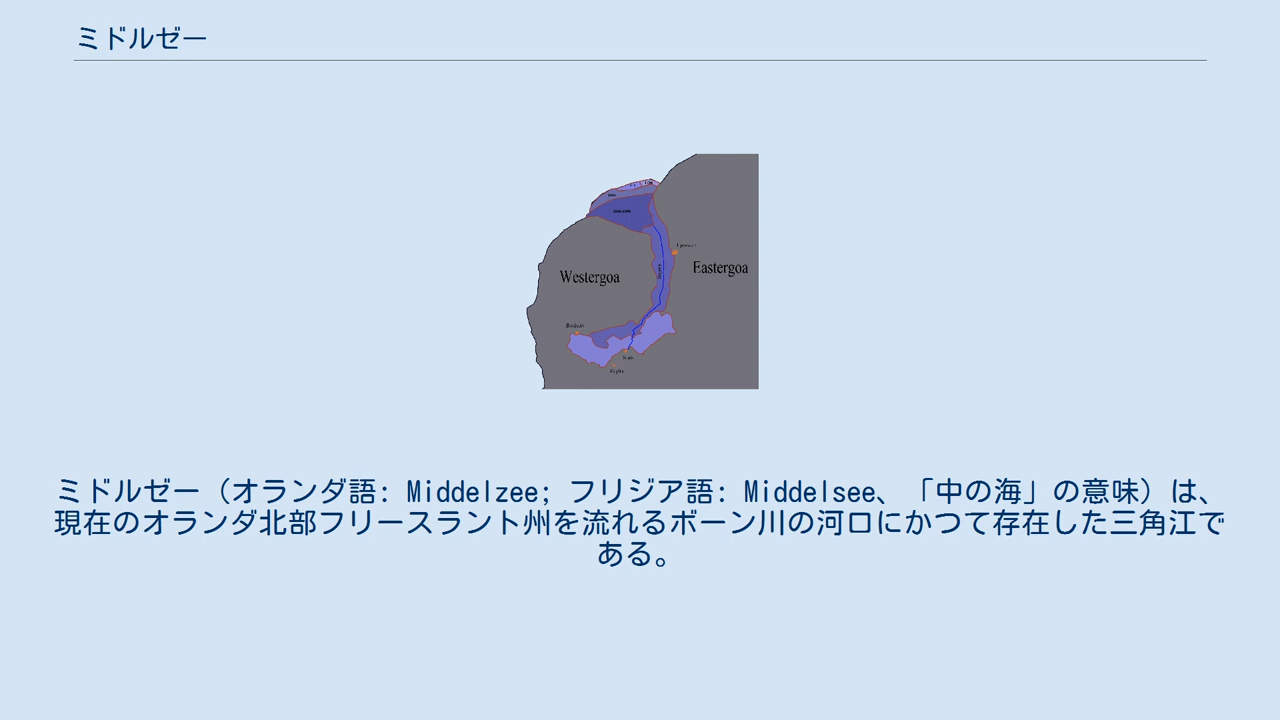 ミドルゼー
Westergoa
Eastergoa
ミドルゼー（オランダ語: Middelzee; フリジア語: Middelsee、「中の海」の意味）は、
現在のオランダ北部フリースラント州を流れるボーン川の河口にかつて存在した三角江で
ある。